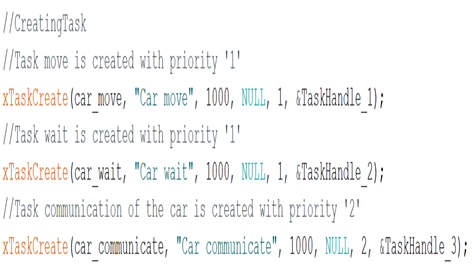 //CreatingTask
//Task move is created with priority '1'
xTaskCreate(car_move, "Car move", 1000, NULL, 1, &TaskHandle_1);
//Task wait is created with priority '1'
xTaskCreate(car_wait, "Car wait", 1000, NULL, 1, &TaskHandle_2);
//Task communication of the car is created with priority '2'
xTaskCreate(car_communicate, "Car communicate", 1000, NULL, 2, &TaskHandle_3);